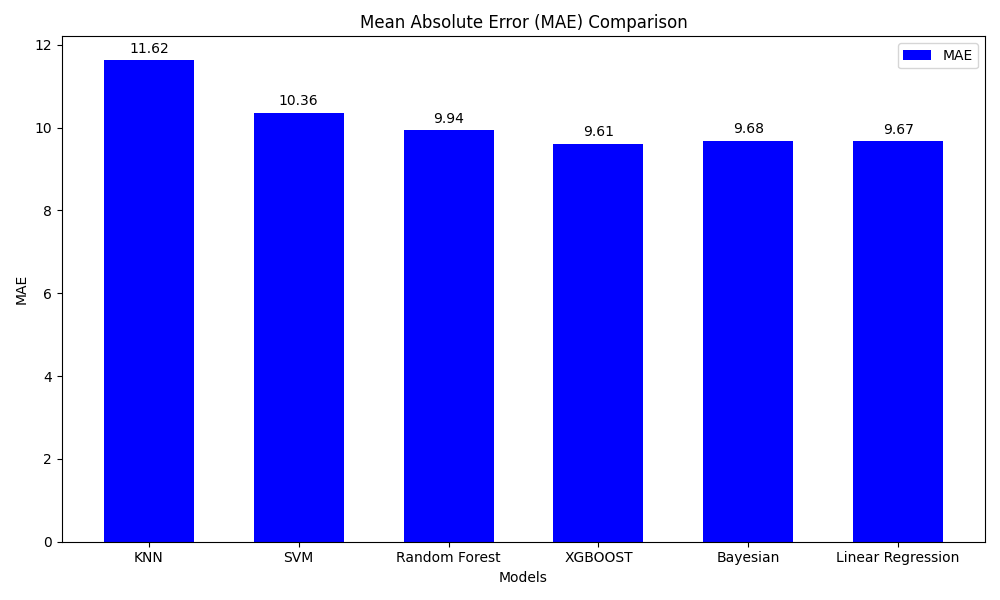 Mean Absolute Error (MAE) Comparison
MAE
12
10
8
6
4
2
0
MAE
11.62
10.36
9.94
9.61
9.68
9.67
KNN
SVM
Random Forest
XGBOOST
Bayesian
Linear Regression
Models